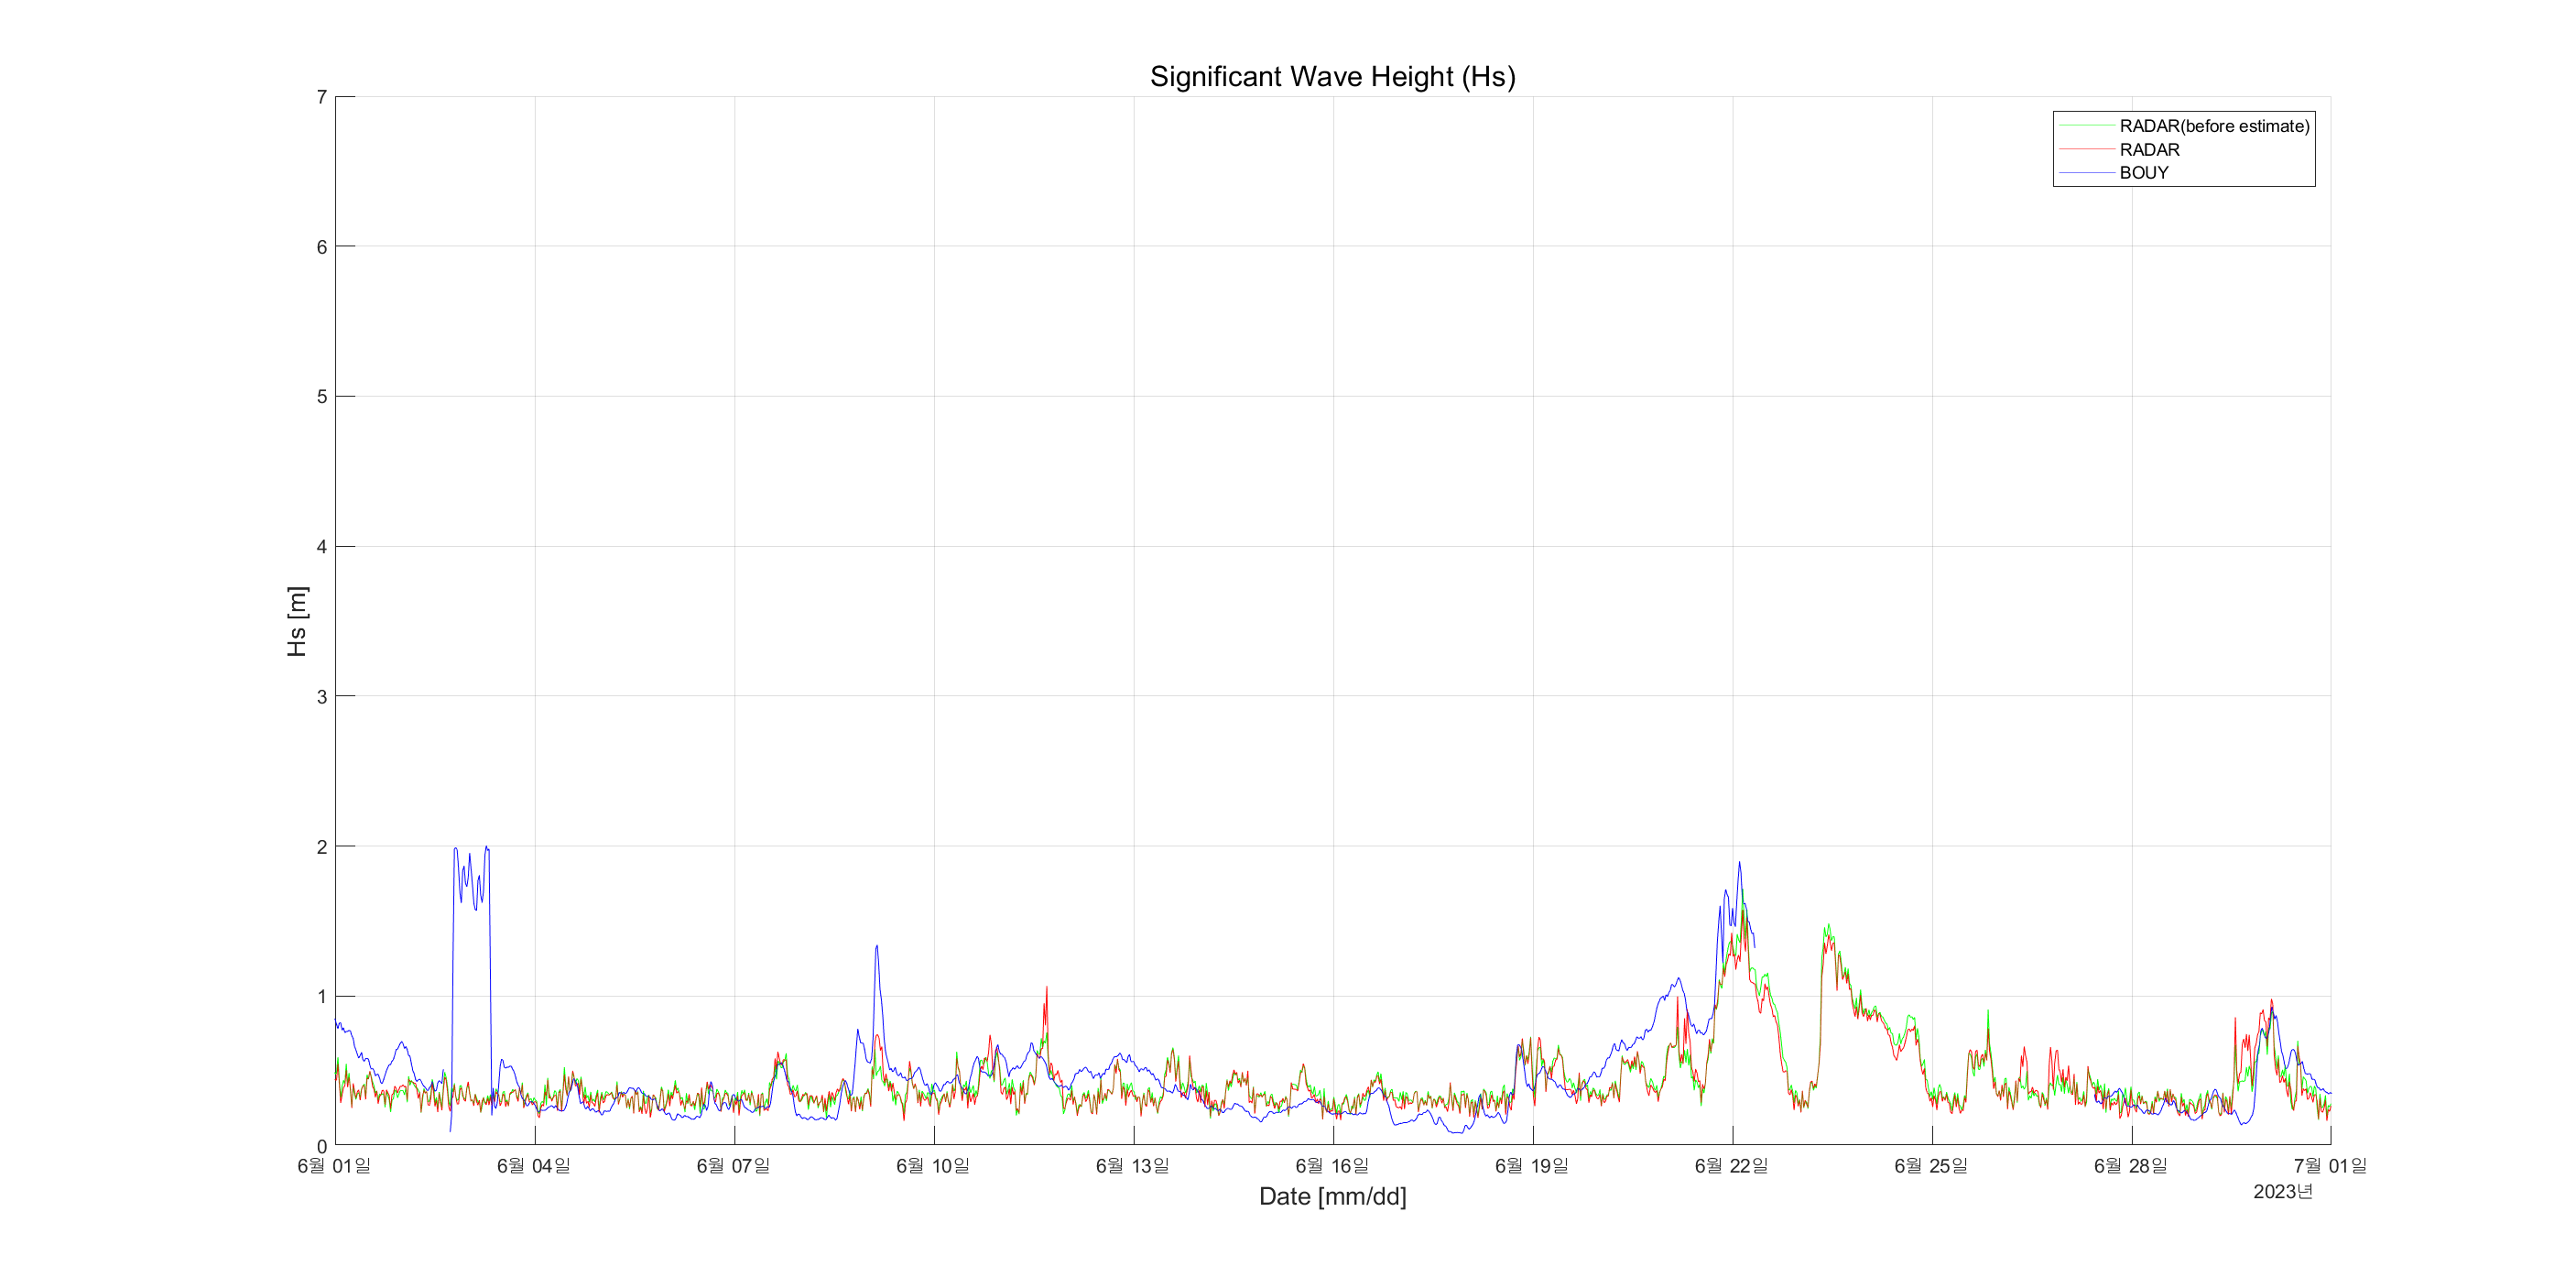 Significant Wave Height (Hs)
RADAR(before estimate)
RADAR
BOUY
7
6
5
4
3
2
1
0
Hs [m]
6월 01일 6월 04일 6월 07일 6월 10일 6월 13일 6월 16일 6월 19일 6월 22일 6월 25일 6월 28일 7월 01일
2023년
Date [mm/dd]